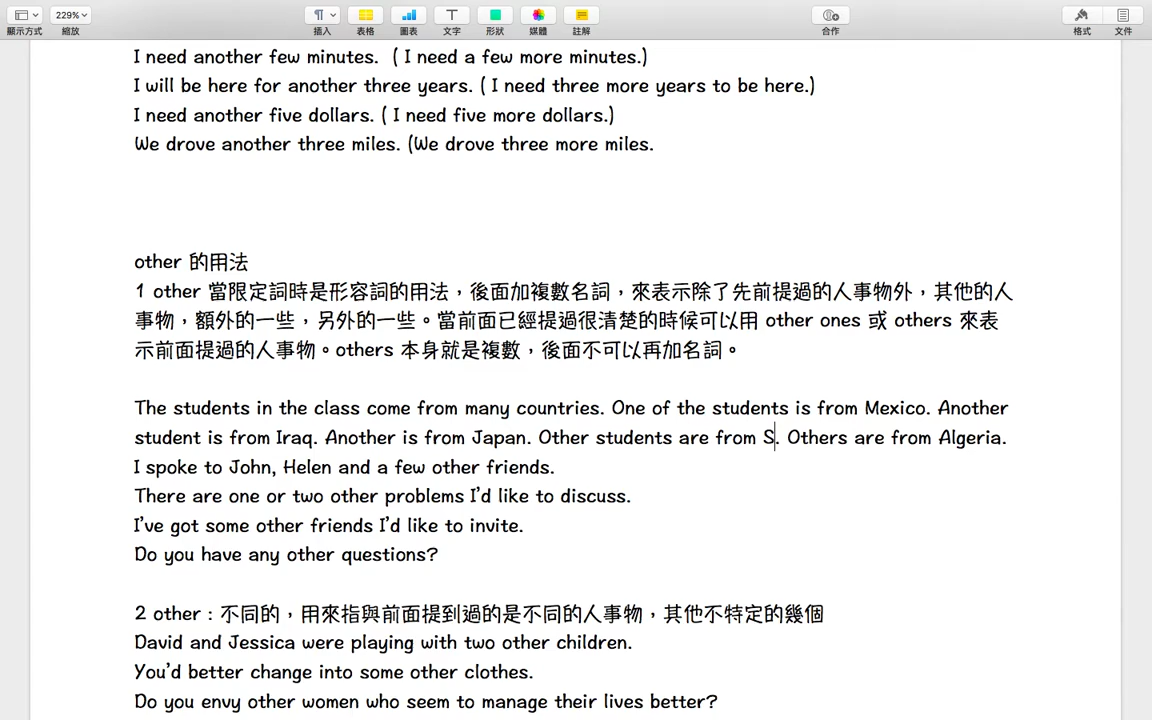 229%
顯示方式
縮放
插入
表格
圖表
文字
形狀
媒體
註解
合作
格式
文件
I need another few minutes. ( I need a few more minutes.)
I will be here for another three years. ( I need three more years to be here.)
I need another five dollars. ( I need five more dollars.)
We drove another three miles. (We drove three more miles.
other 的用法
1 other 當限定詞時是形容詞的用法，後面加複數名詞，來表示除了先前提過的人事物外，其他的人
事物，額外的一些，另外的一些。當前面已經提過很清楚的時候可以用 other ones 或 others 來表
示前面提過的人事物。others 本身就是複數，後面不可以再加名詞。
The students in the class come from many countries. One of the students is from Mexico. Another
student is from Iraq. Another is from Japan. Other students are from S. Others are from Algeria.
I spoke to John, Helen and a few other friends.
There are one or two other problems I'd like to discuss.
I've got some other friends I'd like to invite.
Do you have any other questions?
2 other：不同的，用來指與前面提到過的是不同的人事物，其他不特定的幾個
David and Jessica were playing with two other children.
You'd better change into some other clothes.
Do you envy other women who seem to manage their lives better?